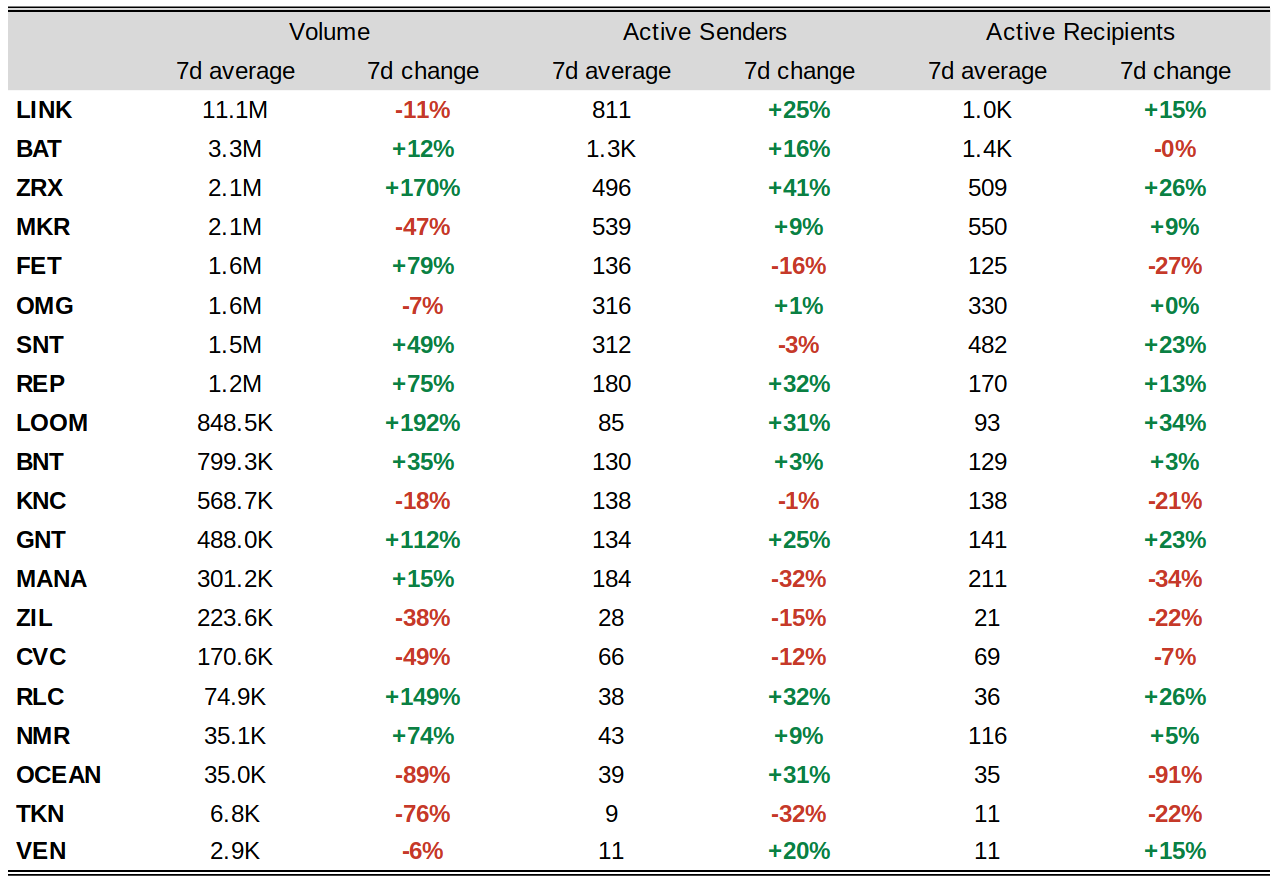 Volume Active Senders Active Recipients
7d average 7d change 7d average 7d change 7d average 7d change
LINK 11.1M -11% 811 +25% 1.0K +15%
BAT 3.3M +12% 1.3K +16% 1.4K -0%
ZRX 2.1M +170% 496 +41% 509 +26%
MKR 2.1M -47% 539 +9% 550 +9%
FET 1.6M +79% 136 -16% 125 -27%
OMG 1.6M -7% 316 +1% 330 +0%
SNT 1.5M +49% 312 -3% 482 +23%
REP 1.2M +75% 180 +32% 170 +13%
LOOM 848.5K +192% 85 +31% 93 +34%
BNT 799.3K +35% 130 +3% 129 +3%
KNC 568.7K -18% 138 -1% 138 -21%
GNT 488.0K +112% 134 +25% 141 +23%
MANA 301.2K +15% 184 -32% 211 -34%
ZIL 223.6K -38% 28 -15% 21 -22%
CVC 170.6K -49% 66 -12% 69 -7%
RLC 74.9K +149% 38 +32% 36 +26%
NMR 35.1K +74% 43 +9% 116 +5%
OCEAN 35.0K -89% 39 +31% 35 -91%
TKN 6.8K -76% 9 -32% 11 -22%
VEN 2.9K -6% 11 +20% 11 +15%